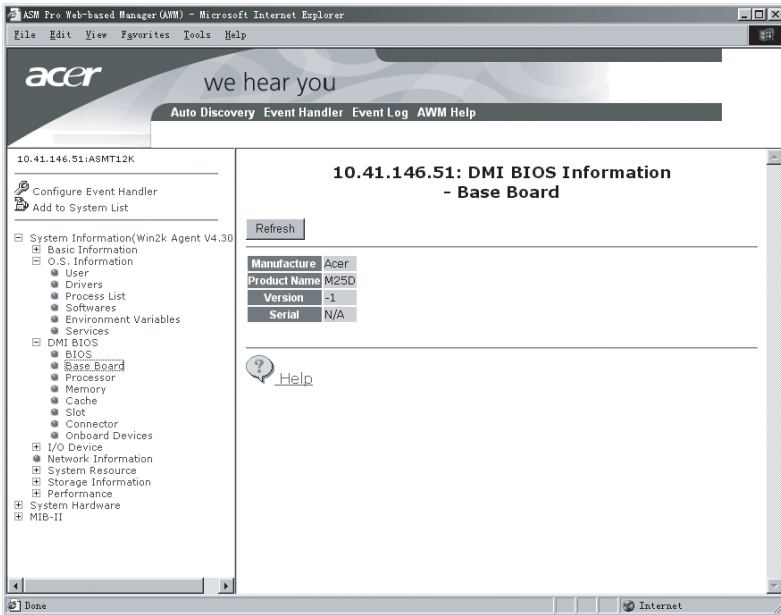 ASM Pro Web-based Manager(AWM) - Microsoft Internet Explorer
File Edit View Favorites Tools Help
acer
we hear you
Auto Discovery Event Handler Event Log AWM Help
10.41.146.51:ASMT12K
Configure Event Handler
Add to System List
System Information(Win2k Agent V4.30
Basic Information
O.S. Information
User
Drivers
Process List
Softwares
Environment Variables
Services
DMI BIOS
BIOS
Base Board
Processor
Memory
Cache
Slot
Connector
Onboard Devices
I/O Device
Network Information
System Resource
Storage Information
Performance
System Hardware
MIB-II
10.41.146.51: DMI BIOS Information
- Base Board
Refresh
Manufacture Acer
Product Name M25D
Version -1
Serial N/A
? Help
Done
Internet